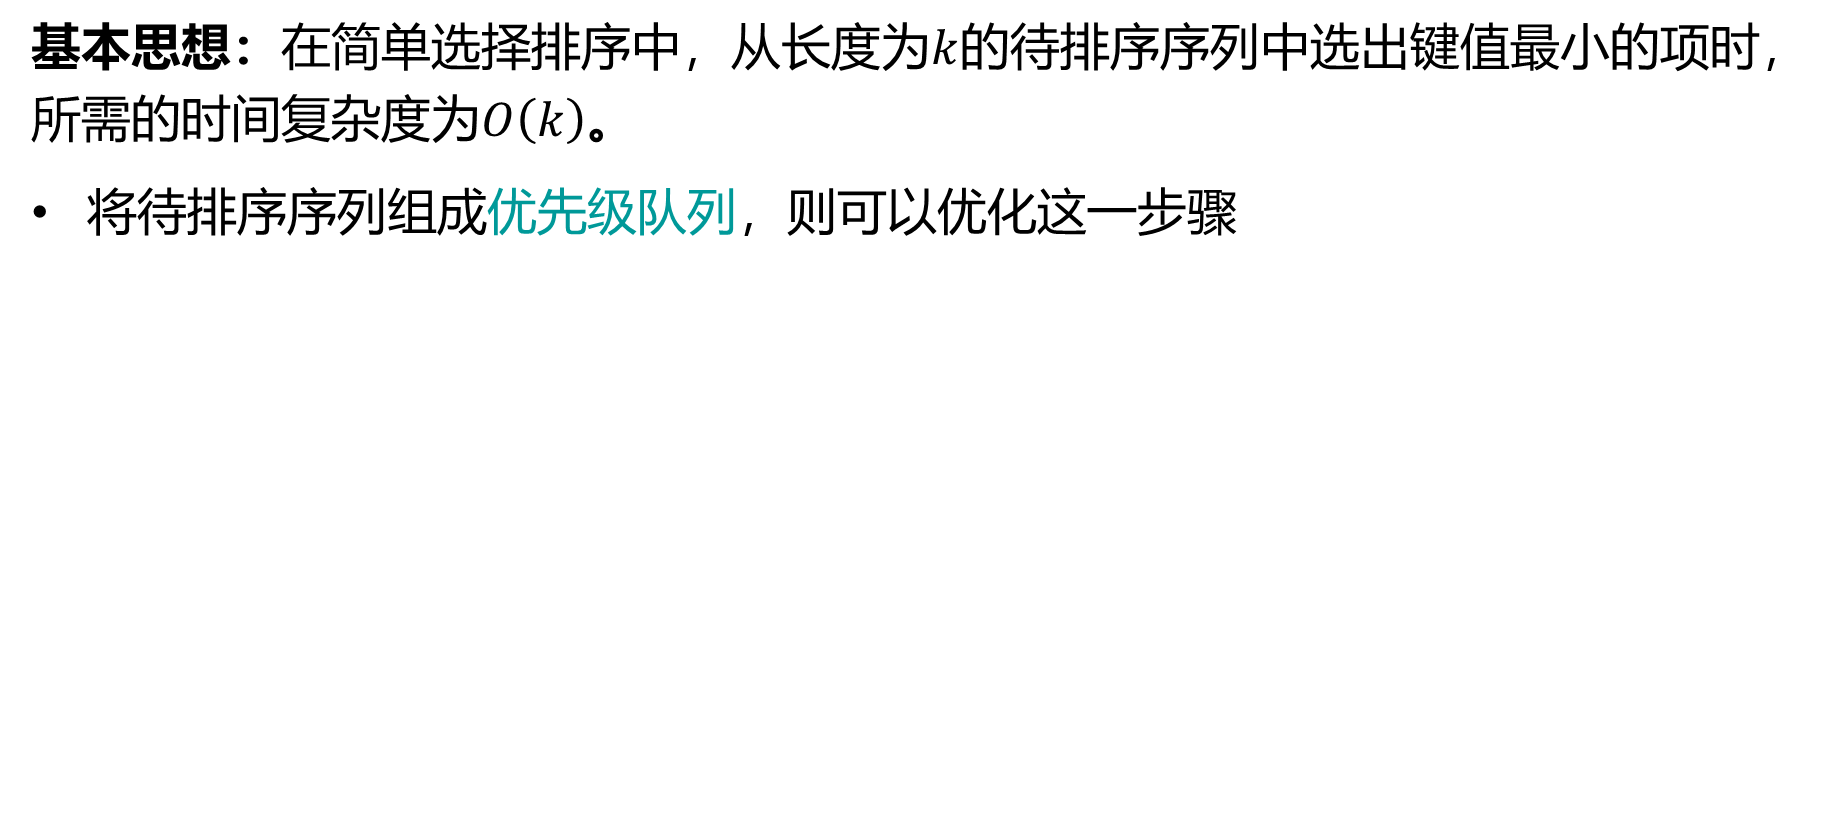 基本思想：在简单选择排序中，从长度为k的待排序序列中选出键值最小的项时，
所需的时间复杂度为O(k)。
• 将待排序序列组成优先级队列，则可以优化这一步骤